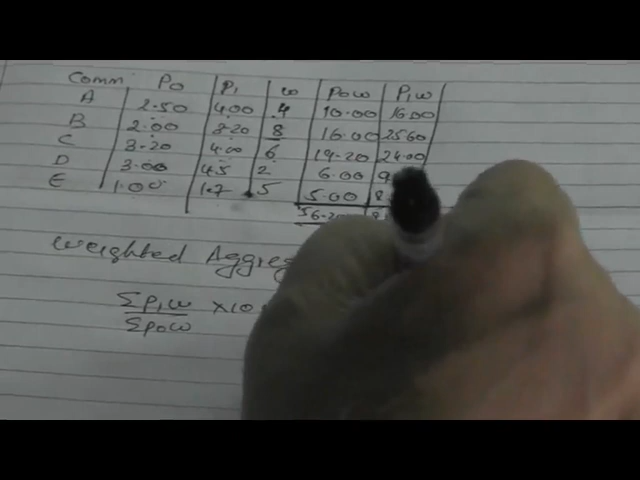 Comm: P0 P1 w P0w P1w
A 2.50 4.00 4 10.00 16.00
B 2.00 3.20 8 16.00 25.60
C 3.20 4.00 6 19.20 24.00
D 3.00 4.5 2 6.00
E 1.00 1.7 5 5.00
56.20
Weighted
ΣP1w
ΣP0w